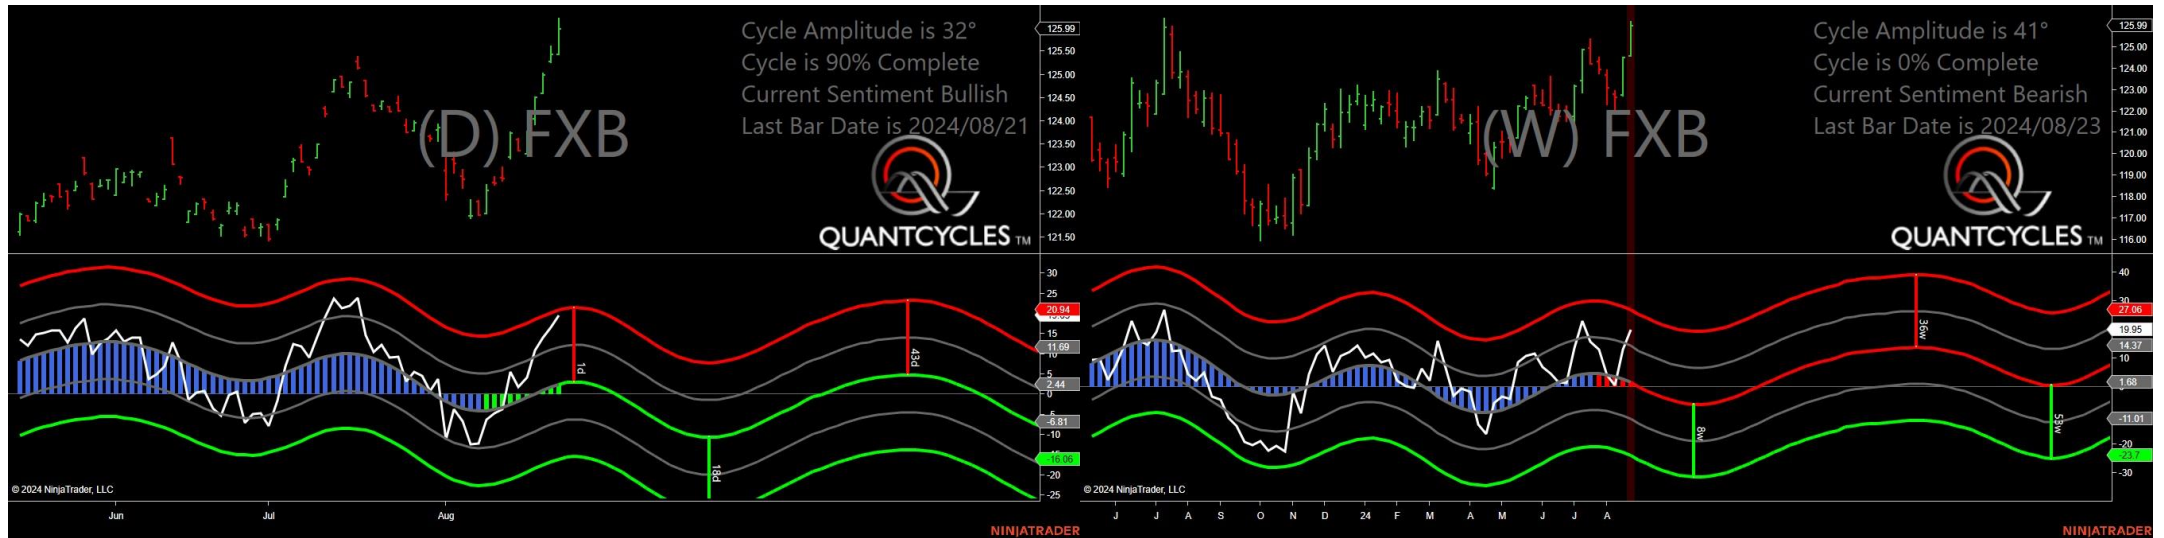 Cycle Amplitude is 32°
Cycle is 90% Complete
Current Sentiment Bullish
Last Bar Date is 2024/08/21
(D) FXB
QUANTCYCLES TM
125.99
125.50
125.00
124.50
124.00
123.50
123.00
122.50
122.00
121.50
30
25
20.94
15
11.69
10
5
2.44
0
-5
-6.81
-10
-16.06
-20
-25
1d
18d
43d
© 2024 NinjaTrader, LLC
Jun
Jul
Aug
NINJATRADER
Cycle Amplitude is 41°
Cycle is 0% Complete
Current Sentiment Bearish
Last Bar Date is 2024/08/23
(W) FXB
QUANTCYCLES TM
125.99
125.00
124.00
123.00
122.00
121.00
120.00
119.00
118.00
117.00
116.00
40
30
27.06
19.95
14.37
10
1.68
-11.01
-20
-23.7
-30
8w
36w
53w
© 2024 NinjaTrader, LLC
J J A S O N D 24 F M A M J J A
NINJATRADER